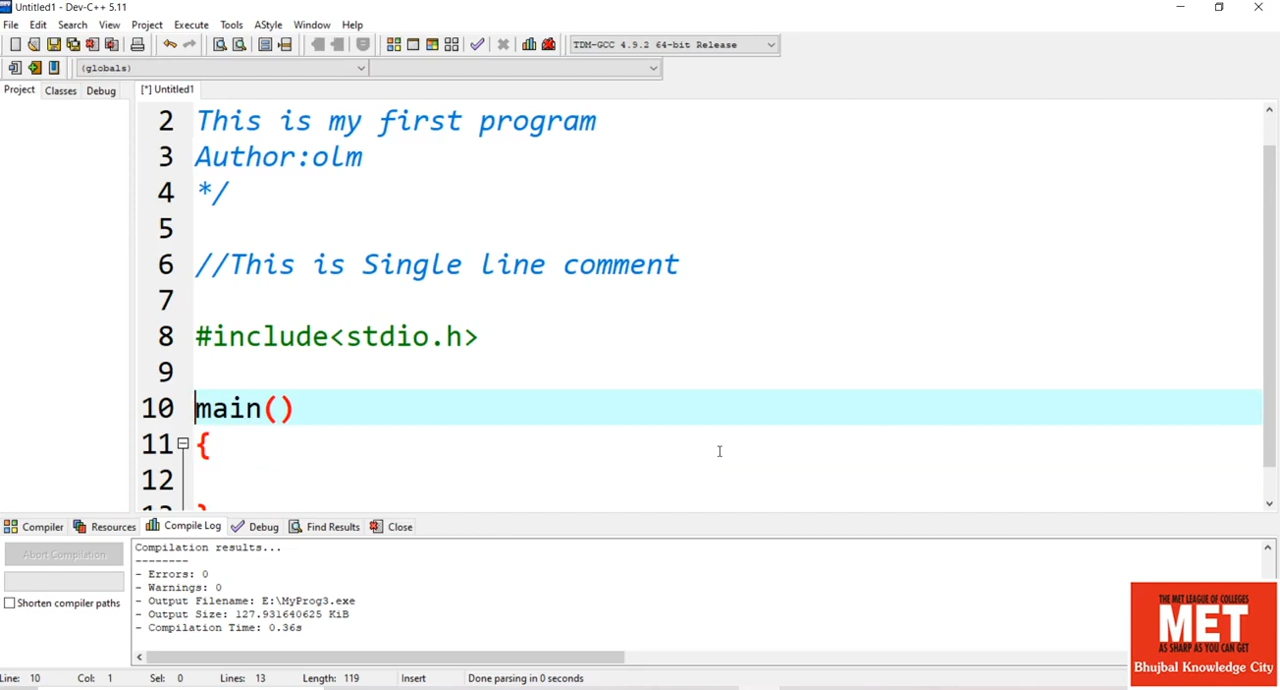 Untitled1 - Dev-C++ 5.11
File Edit Search View Project Execute Tools AStyle Window Help
TDM-GCC 4.9.2 64-bit Release
(globals)
Project Classes Debug [*] Untitled1
2 This is my first program
3 Author:olm
4 */
5
6 //This is Single line comment
7
8 #include<stdio.h>
9
10 main()
11 {
12
Compiler Resources Compile Log Debug Find Results Close
Abort Compilation
Shorten compiler paths
Compilation results...
--------
- Errors: 0
- Warnings: 0
- Output Filename: E:\MyProg3.exe
- Output Size: 127.931640625 KiB
- Compilation Time: 0.36s
THE MET LEAGUE OF COLLEGES
MET
AS SHARP AS YOU CAN GET
Bhujbal Knowledge City
Line: 10 Col: 1 Sel: 0 Lines: 13 Length: 119 Insert Done parsing in 0 seconds